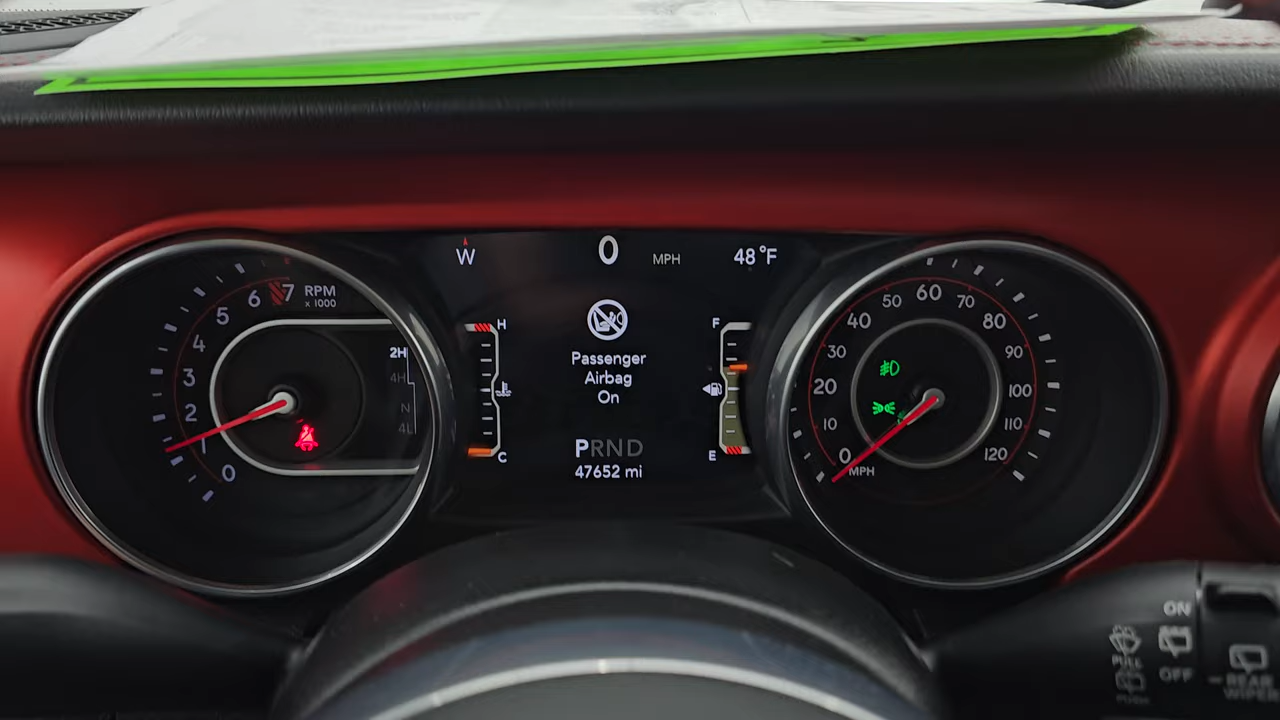 W
0 MPH
48°F
Passenger
Airbag
On
PRND
47652 mi
H
C
F
E
RPM
x 1000
0
1
2
3
4
5
6
7
2H
4H
N
4L
0
10
20
30
40
50
60
70
80
90
100
110
120
MPH
ON
PULL
OFF
PUSH
REAR
WIPER